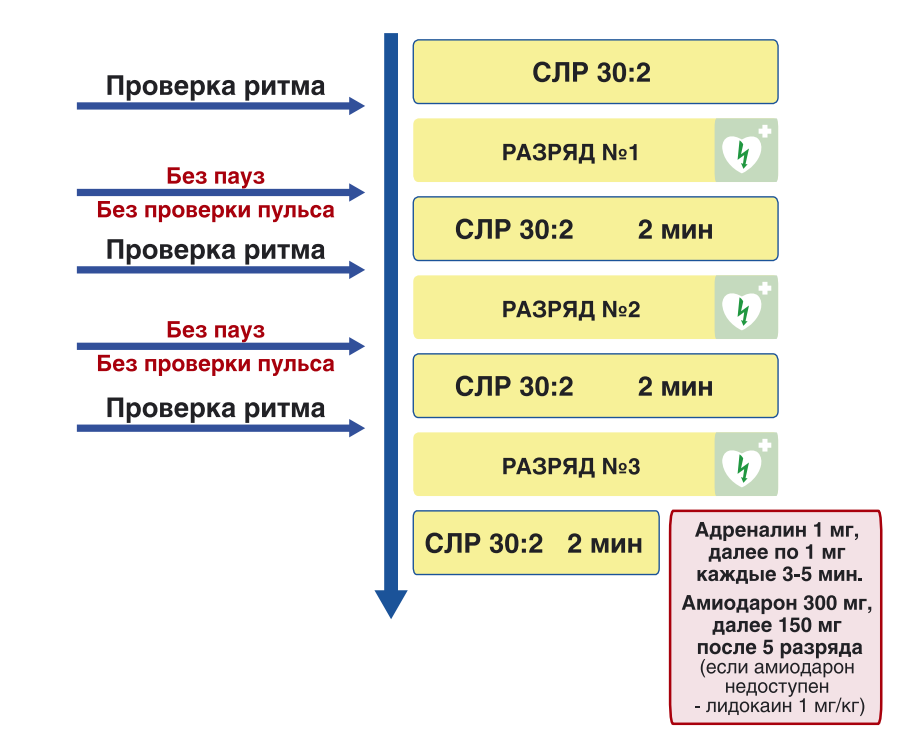 СЛР 30:2
Проверка ритма
РАЗРЯД №1
Без пауз
Без проверки пульса
СЛР 30:2 2 мин
Проверка ритма
РАЗРЯД №2
Без пауз
Без проверки пульса
СЛР 30:2 2 мин
Проверка ритма
РАЗРЯД №3
СЛР 30:2 2 мин
Адреналин 1 мг,
далее по 1 мг
каждые 3-5 мин.
Амиодарон 300 мг,
далее 150 мг
после 5 разряда
(если амиодарон
недоступен
- лидокаин 1 мг/кг)